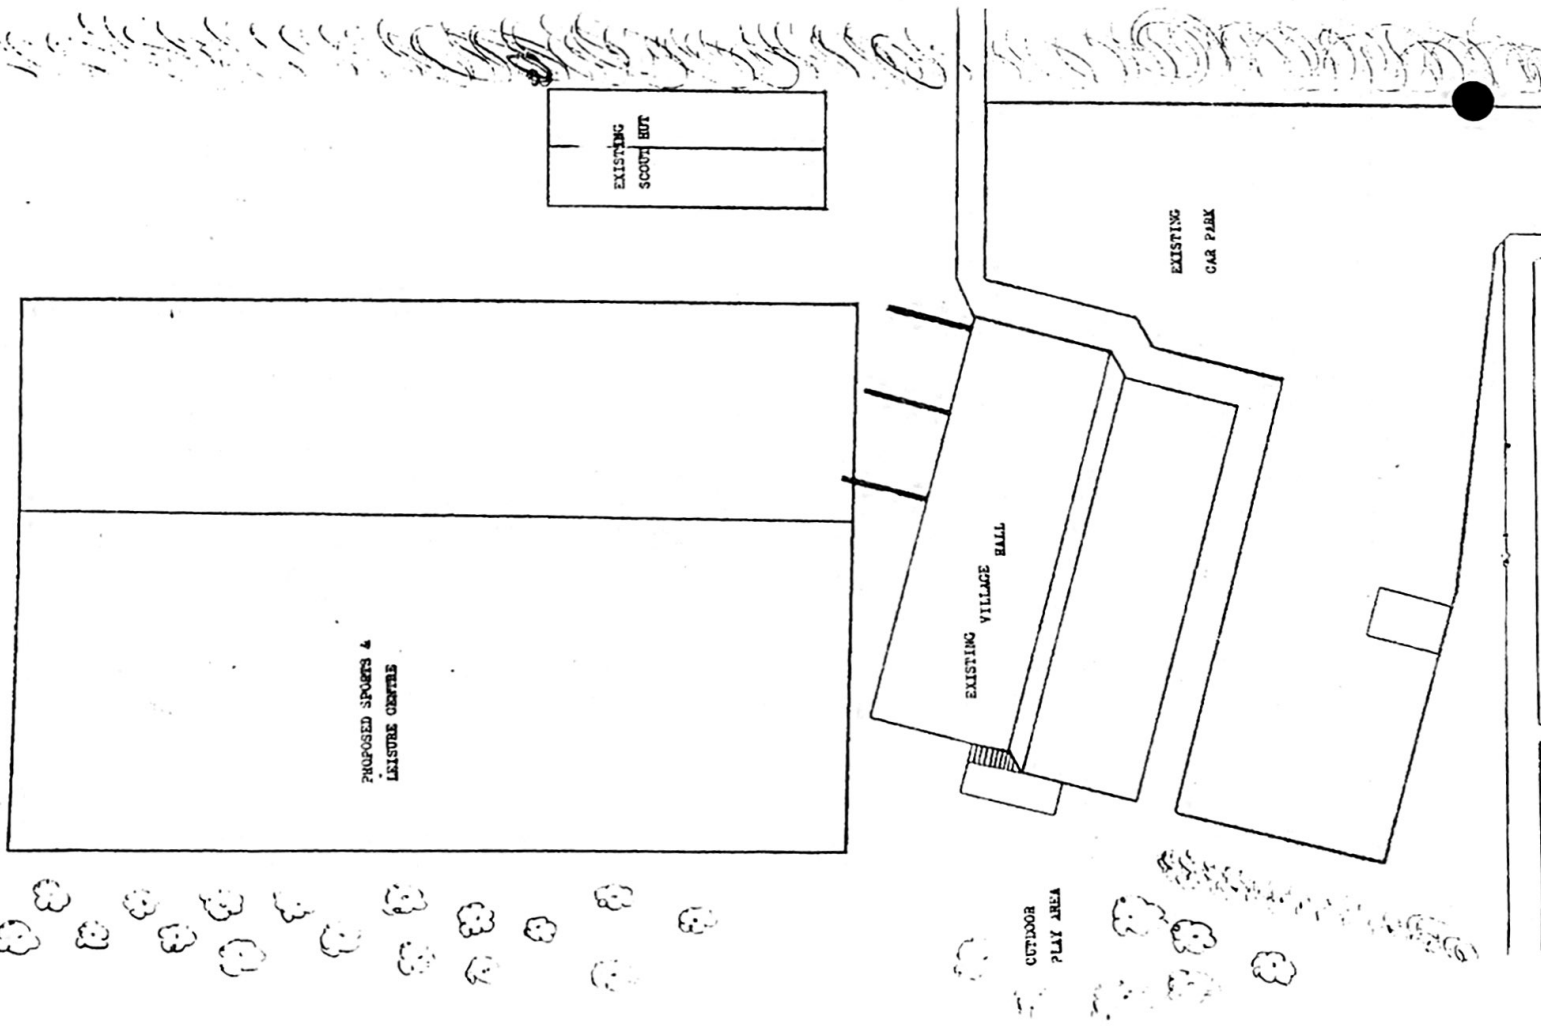 EXISTING
SCOUT HUT
EXISTING
CAR PARK
PROPOSED SPORTS &
LEISURE CENTRE
EXISTING
VILLAGE
HALL
OUTDOOR
PLAY AREA